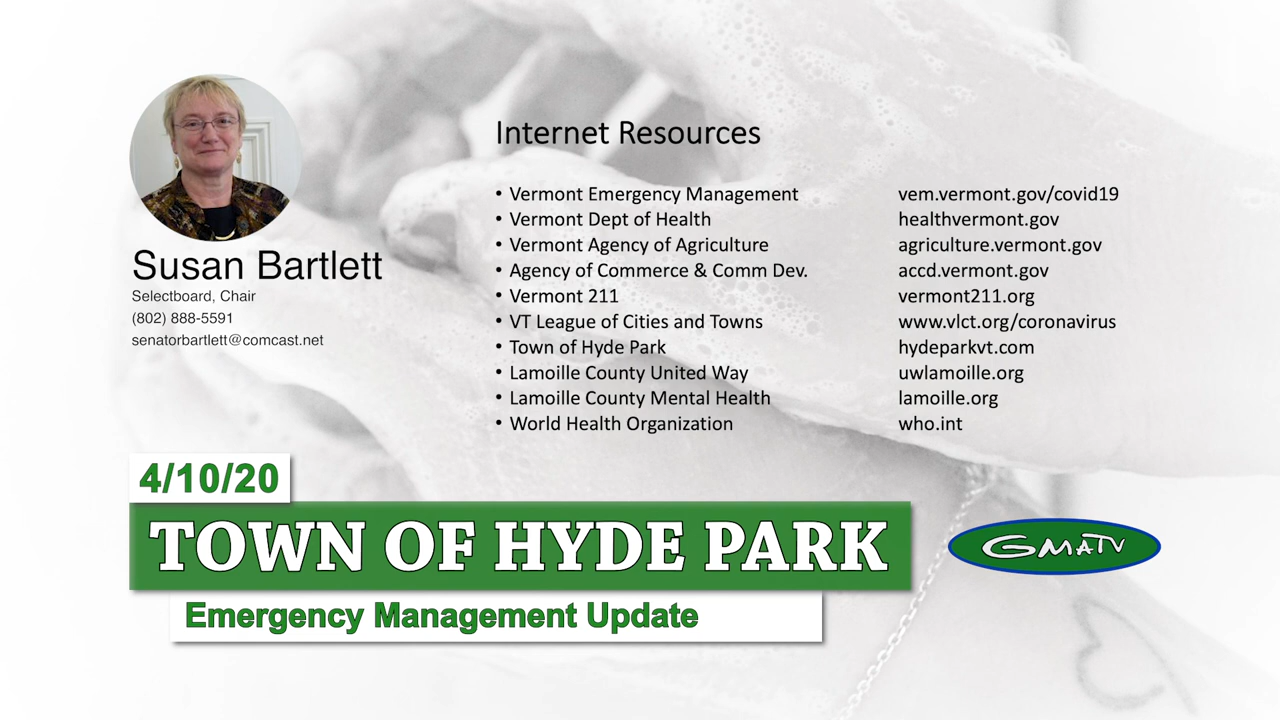 Susan Bartlett
Selectboard, Chair
(802) 888-5591
senatorbartlett@comcast.net
Internet Resources
• Vermont Emergency Management vem.vermont.gov/covid19
• Vermont Dept of Health healthvermont.gov
• Vermont Agency of Agriculture agriculture.vermont.gov
• Agency of Commerce & Comm Dev. accd.vermont.gov
• Vermont 211 vermont211.org
• VT League of Cities and Towns www.vlct.org/coronavirus
• Town of Hyde Park hydeparkvt.com
• Lamoille County United Way uwlamoille.org
• Lamoille County Mental Health lamoille.org
• World Health Organization who.int
4/10/20
TOWN OF HYDE PARK
GMATV
Emergency Management Update